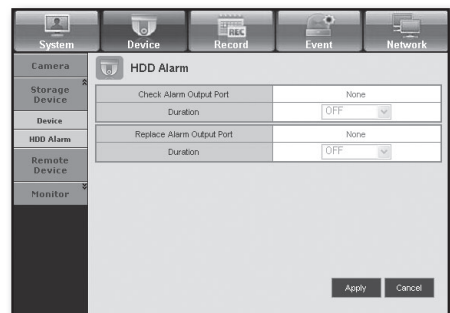 REC
System Device Record Event Network
Camera
Storage
Device
Device
HDD Alarm
Remote
Device
Monitor
HDD Alarm
Check Alarm Output Port None
Duration OFF
Replace Alarm Output Port None
Duration OFF
Apply Cancel